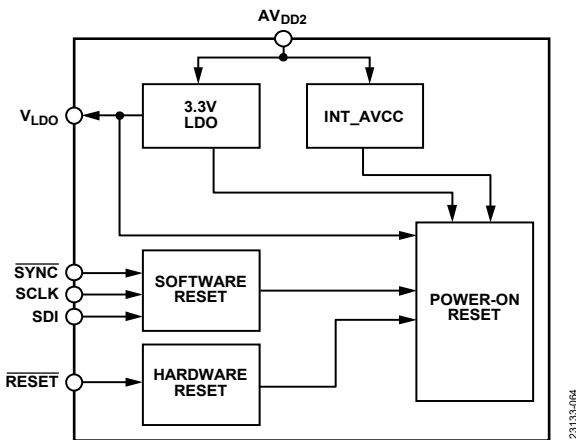 AVDD2
3.3V
LDO
INT_AVCC
VLDO
SYNC
SCLK
SDI
SOFTWARE
RESET
POWER-ON
RESET
RESET
HARDWARE
RESET
23133-064